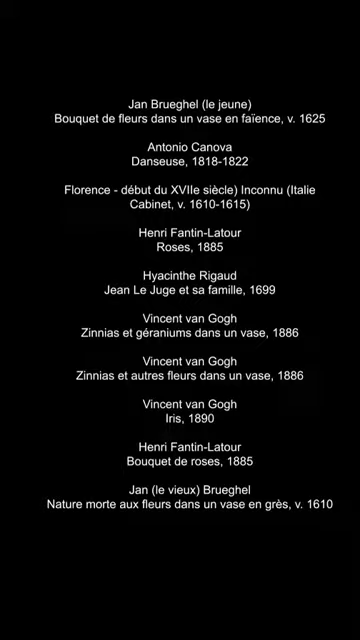 Jan Brueghel (le jeune)
Bouquet de fleurs dans un vase en faïence, v. 1625
Antonio Canova
Danseuse, 1818-1822
Florence - début du XVIIe siècle) Inconnu (Italie
Cabinet, v. 1610-1615)
Henri Fantin-Latour
Roses, 1885
Hyacinthe Rigaud
Jean Le Juge et sa famille, 1699
Vincent van Gogh
Zinnias et géraniums dans un vase, 1886
Vincent van Gogh
Zinnias et autres fleurs dans un vase, 1886
Vincent van Gogh
Iris, 1890
Henri Fantin-Latour
Bouquet de roses, 1885
Jan (le vieux) Brueghel
Nature morte aux fleurs dans un vase en grès, v. 1610